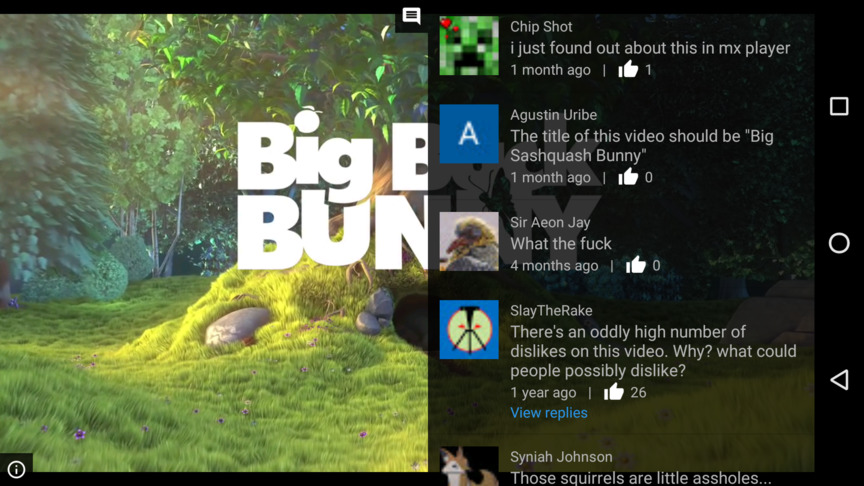 Big B
BUN
Chip Shot
i just found out about this in mx player
1 month ago | 1
A
Agustin Uribe
The title of this video should be "Big
Sashquash Bunny"
1 month ago | 0
Sir Aeon Jay
What the fuck
4 months ago | 0
SlayTheRake
There's an oddly high number of
dislikes on this video. Why? what could
people possibly dislike?
1 year ago | 26
View replies
Syniah Johnson
Those squirrels are little assholes...